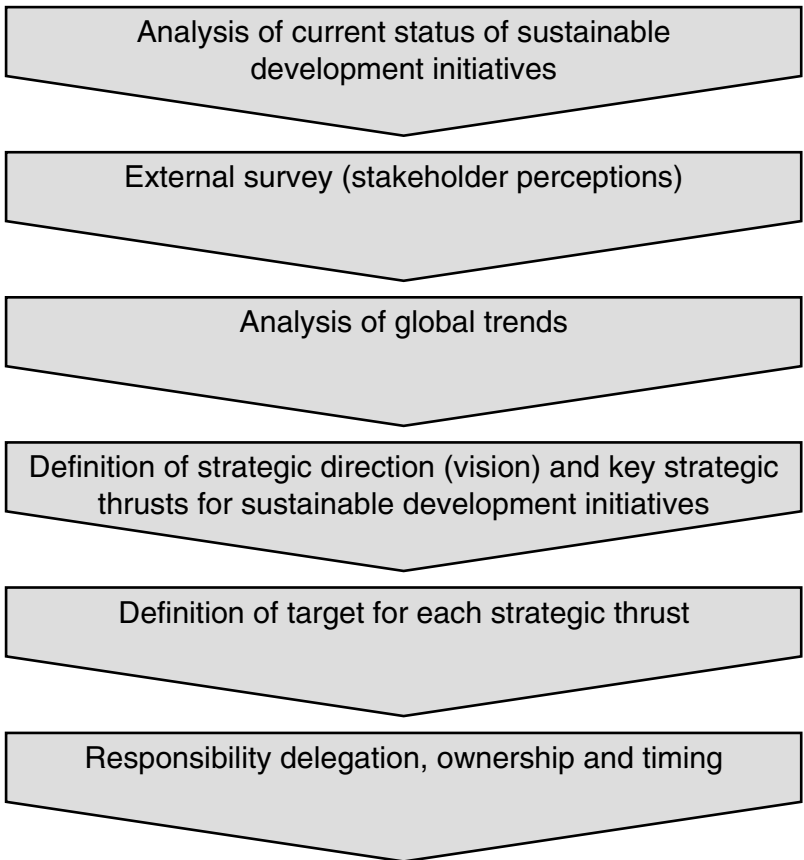 Analysis of current status of sustainable
development initiatives
External survey (stakeholder perceptions)
Analysis of global trends
Definition of strategic direction (vision) and key strategic
thrusts for sustainable development initiatives
Definition of target for each strategic thrust
Responsibility delegation, ownership and timing